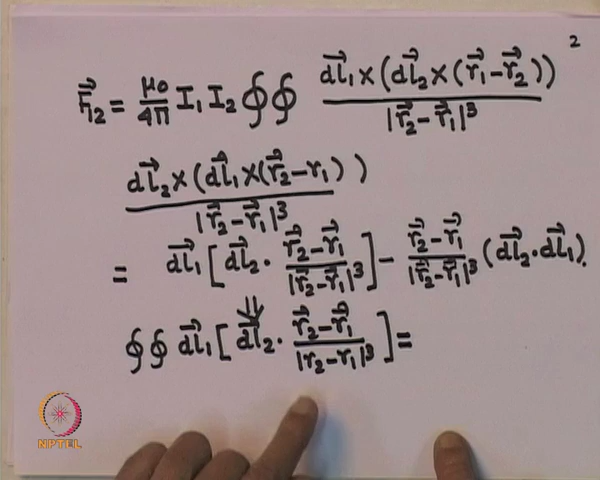 2
F⃗₁₂ = μ₀/4π I₁ I₂ ∮∮ dl⃗₁×(dl⃗₂×(r⃗₁−r⃗₂))/|r⃗₂−r⃗₁|³
dl⃗₂×(dl⃗₁×(r⃗₂−r₁))/|r⃗₂−r⃗₁|³
= dl⃗₁[dl⃗₂·(r⃗₂−r⃗₁)/|r⃗₂−r⃗₁|³]−(r⃗₂−r⃗₁)/|r⃗₂−r⃗₁|³(dl⃗₂·dl⃗₁).
∮∮ dl⃗₁[dl⃗₂·(r⃗₂−r⃗₁)/|r₂−r₁|³]=
NPTEL